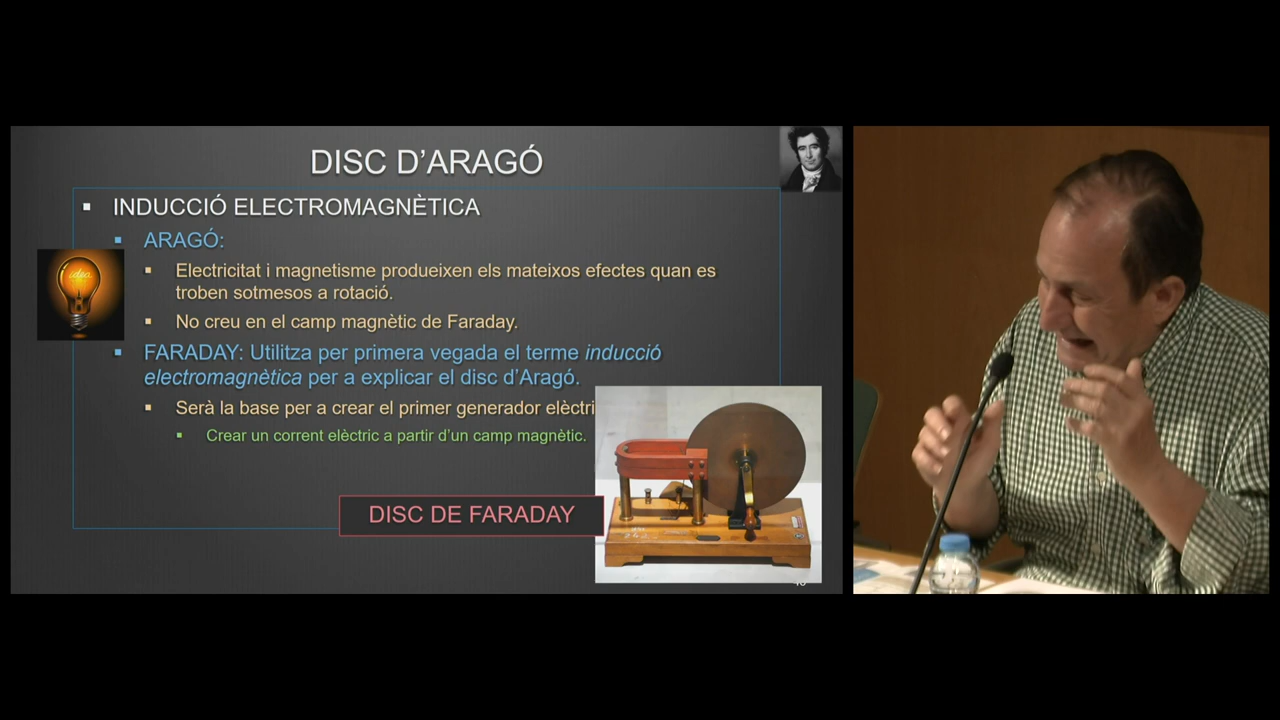 DISC D'ARAGÓ
INDUCCIÓ ELECTROMAGNÈTICA
ARAGÓ:
idea
Electricitat i magnetisme produeixen els mateixos efectes quan es
troben sotmesos a rotació.
No creu en el camp magnètic de Faraday.
FARADAY: Utilitza per primera vegada el terme inducció
electromagnètica per a explicar el disc d'Aragó.
Serà la base per a crear el primer generador elèctri
Crear un corrent elèctric a partir d'un camp magnètic.
DISC DE FARADAY